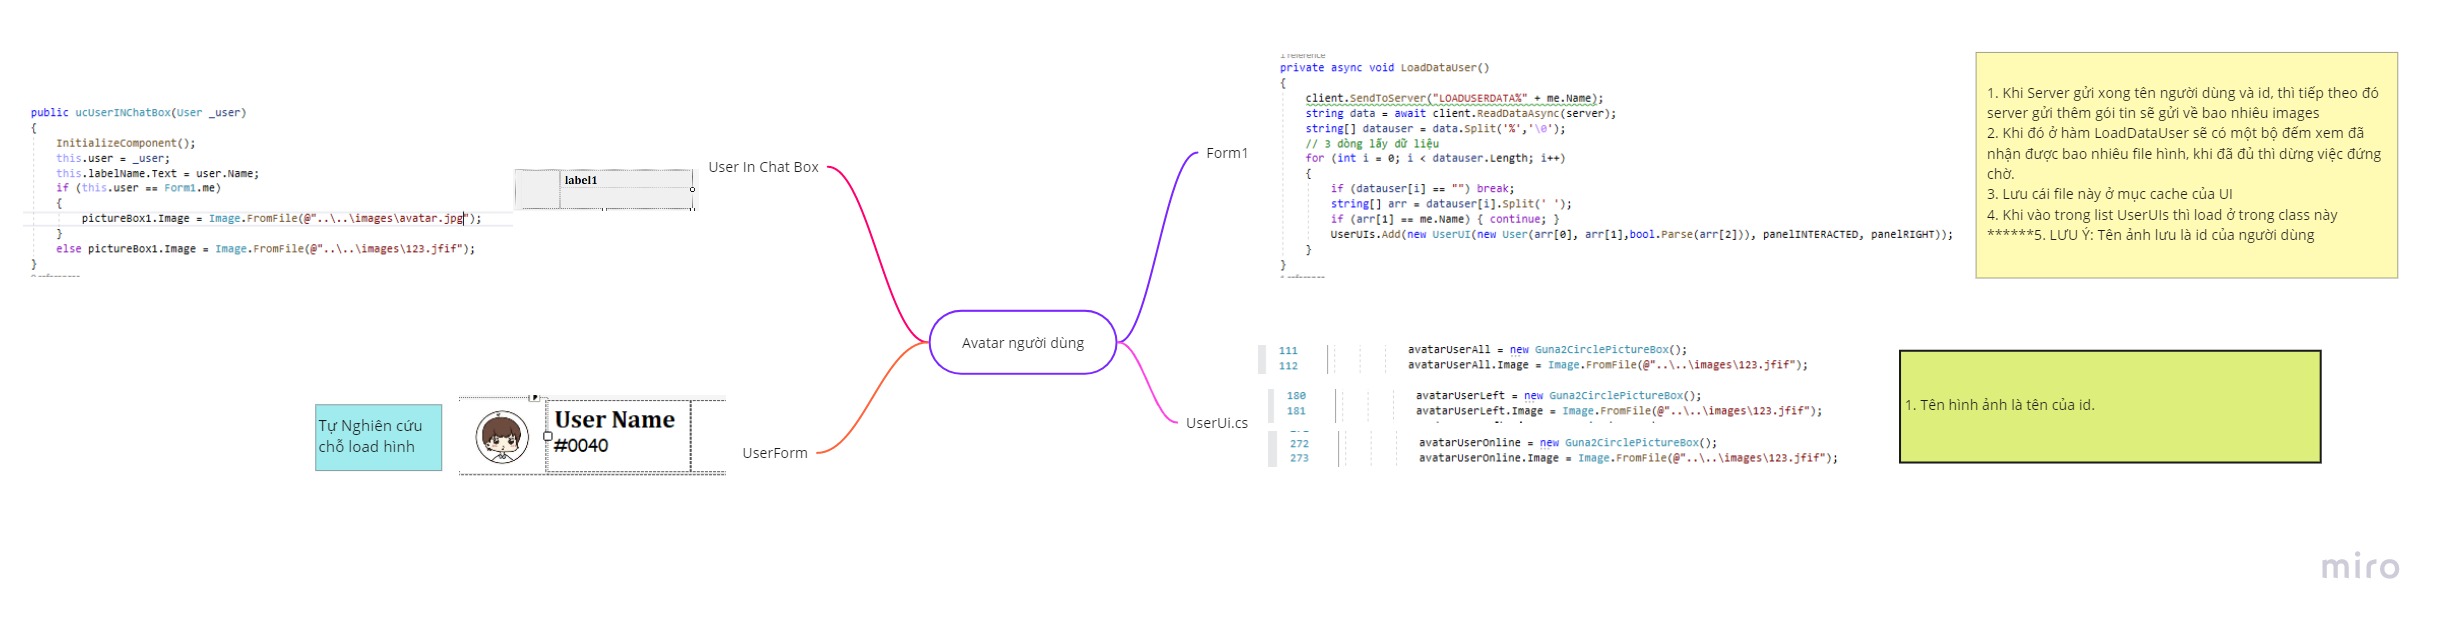 public ucUserINChatBox(User _user)
{
InitializeComponent();
this.user = _user;
this.labelName.Text = user.Name;
if (this.user == Form1.me)
{
pictureBox1.Image = Image.FromFile(@"..\..\images\avatar.jpg");
}
else pictureBox1.Image = Image.FromFile(@"..\..\images\123.jfif");
}
label1
User In Chat Box
Tự Nghiên cứu
chỗ load hình
User Name
#0040
UserForm
Avatar người dùng
Form1
1 reference
private async void LoadDataUser()
{
client.SendToServer("LOADUSERDATA%" + me.Name);
string data = await client.ReadDataAsync(server);
string[] datauser = data.Split('%','\0');
// 3 dòng lấy dữ liệu
for (int i = 0; i < datauser.Length; i++)
{
if (datauser[i] == "") break;
string[] arr = datauser[i].Split(' ');
if (arr[1] == me.Name) { continue; }
UserUIs.Add(new UserUI(new User(arr[0], arr[1],bool.Parse(arr[2])), panelINTERACTED, panelRIGHT));
}
}
1. Khi Server gửi xong tên người dùng và id, thì tiếp theo đó
server gửi thêm gói tin sẽ gửi về bao nhiêu images
2. Khi đó ở hàm LoadDataUser sẽ có một bộ đếm xem đã
nhận được bao nhiêu file hình, khi đã đủ thì dừng việc đứng
chờ.
3. Lưu cái file này ở mục cache của UI
4. Khi vào trong list UserUIs thì load ở trong class này
******5. LƯU Ý: Tên ảnh lưu là id của người dùng
UserUi.cs
111 avatarUserAll = new Guna2CirclePictureBox();
112 avatarUserAll.Image = Image.FromFile(@"..\..\images\123.jfif");
180 avatarUserLeft = new Guna2CirclePictureBox();
181 avatarUserLeft.Image = Image.FromFile(@"..\..\images\123.jfif");
272 avatarUserOnline = new Guna2CirclePictureBox();
273 avatarUserOnline.Image = Image.FromFile(@"..\..\images\123.jfif");
1. Tên hình ảnh là tên của id.
miro